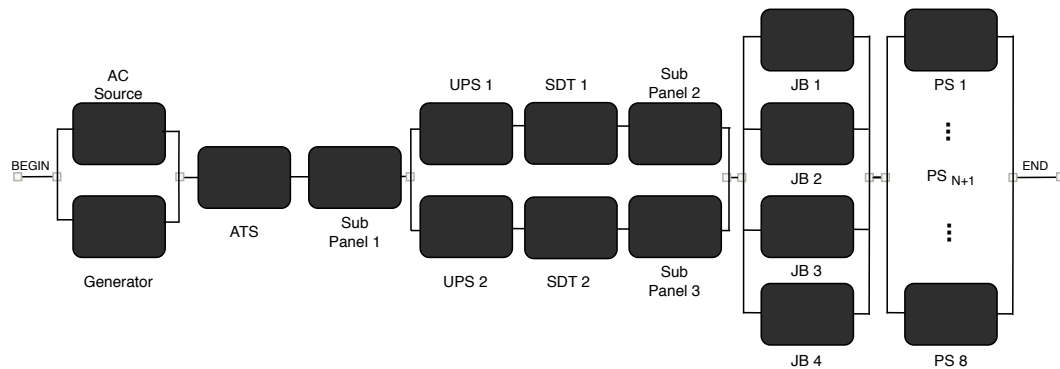 AC
Source
BEGIN
Generator
ATS
Sub
Panel 1
UPS 1
SDT 1
Sub
Panel 2
UPS 2
SDT 2
Sub
Panel 3
JB 1
JB 2
JB 3
JB 4
PS 1
PS N+1
PS 8
END